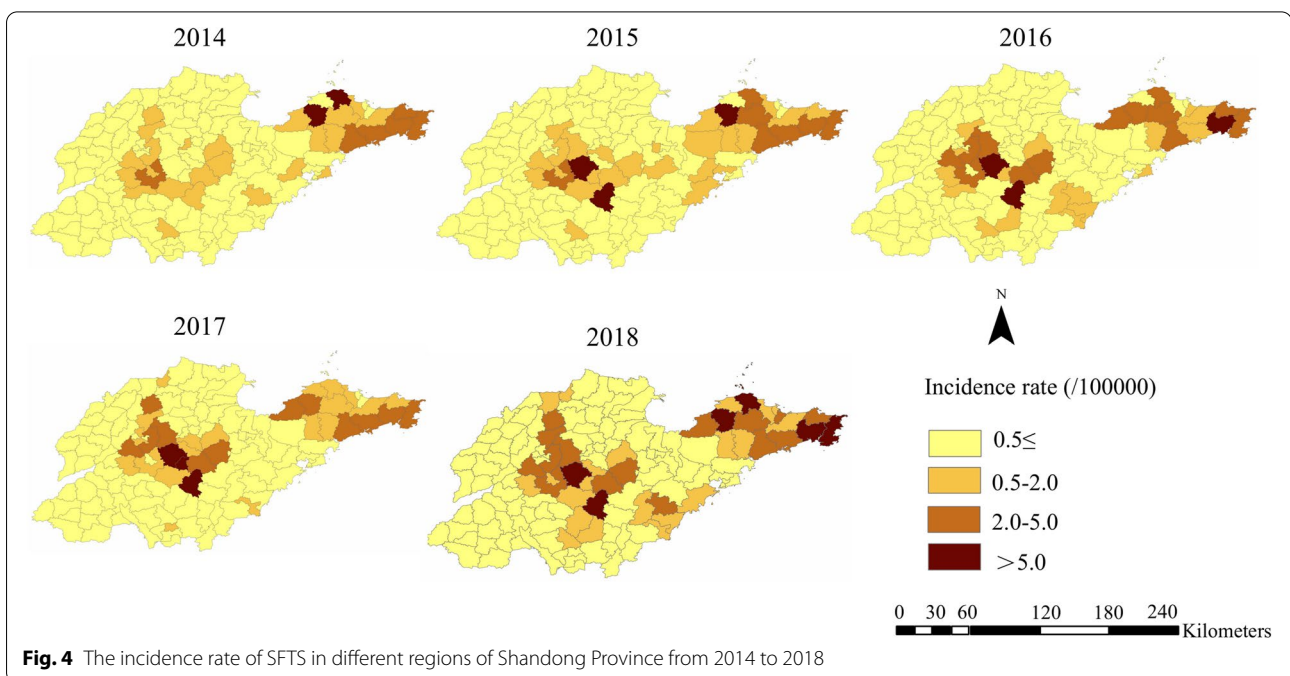 2014
2015
2016
2017
2018
N
Incidence rate (/100000)
0.5≤
0.5-2.0
2.0-5.0
>5.0
0 30 60 120 180 240
Kilometers
Fig. 4 The incidence rate of SFTS in different regions of Shandong Province from 2014 to 2018